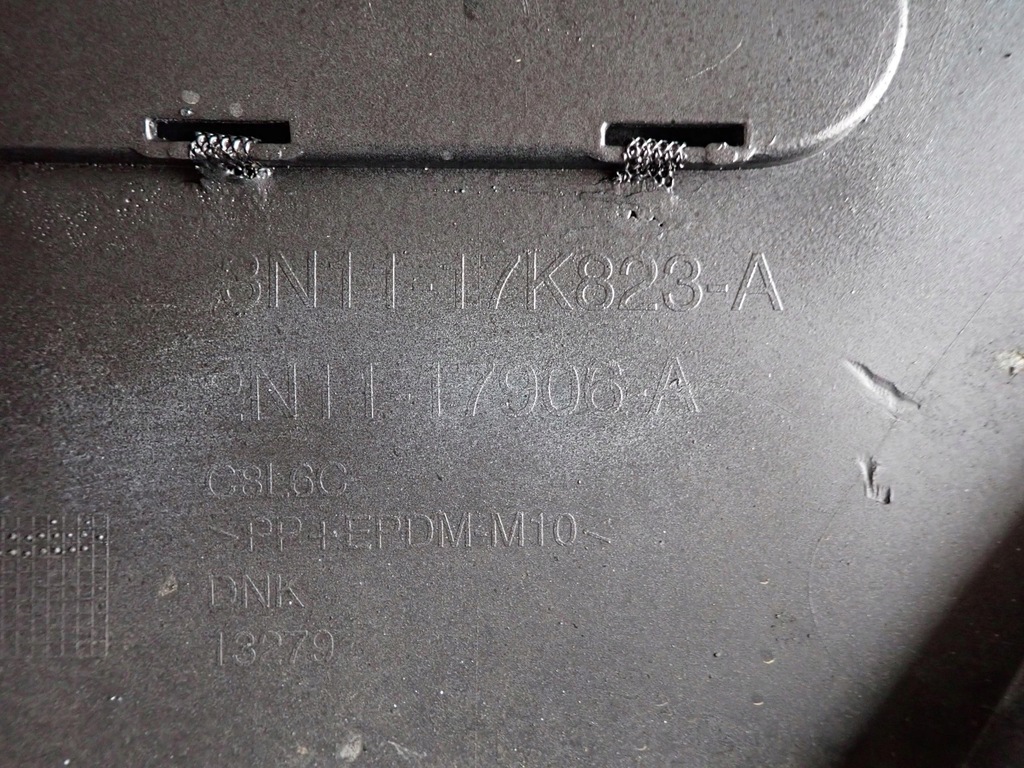 3N11-17K823-A
2N11-17906-A
C8L6C
>PP+EPDM-M10<
DNK
13279
L